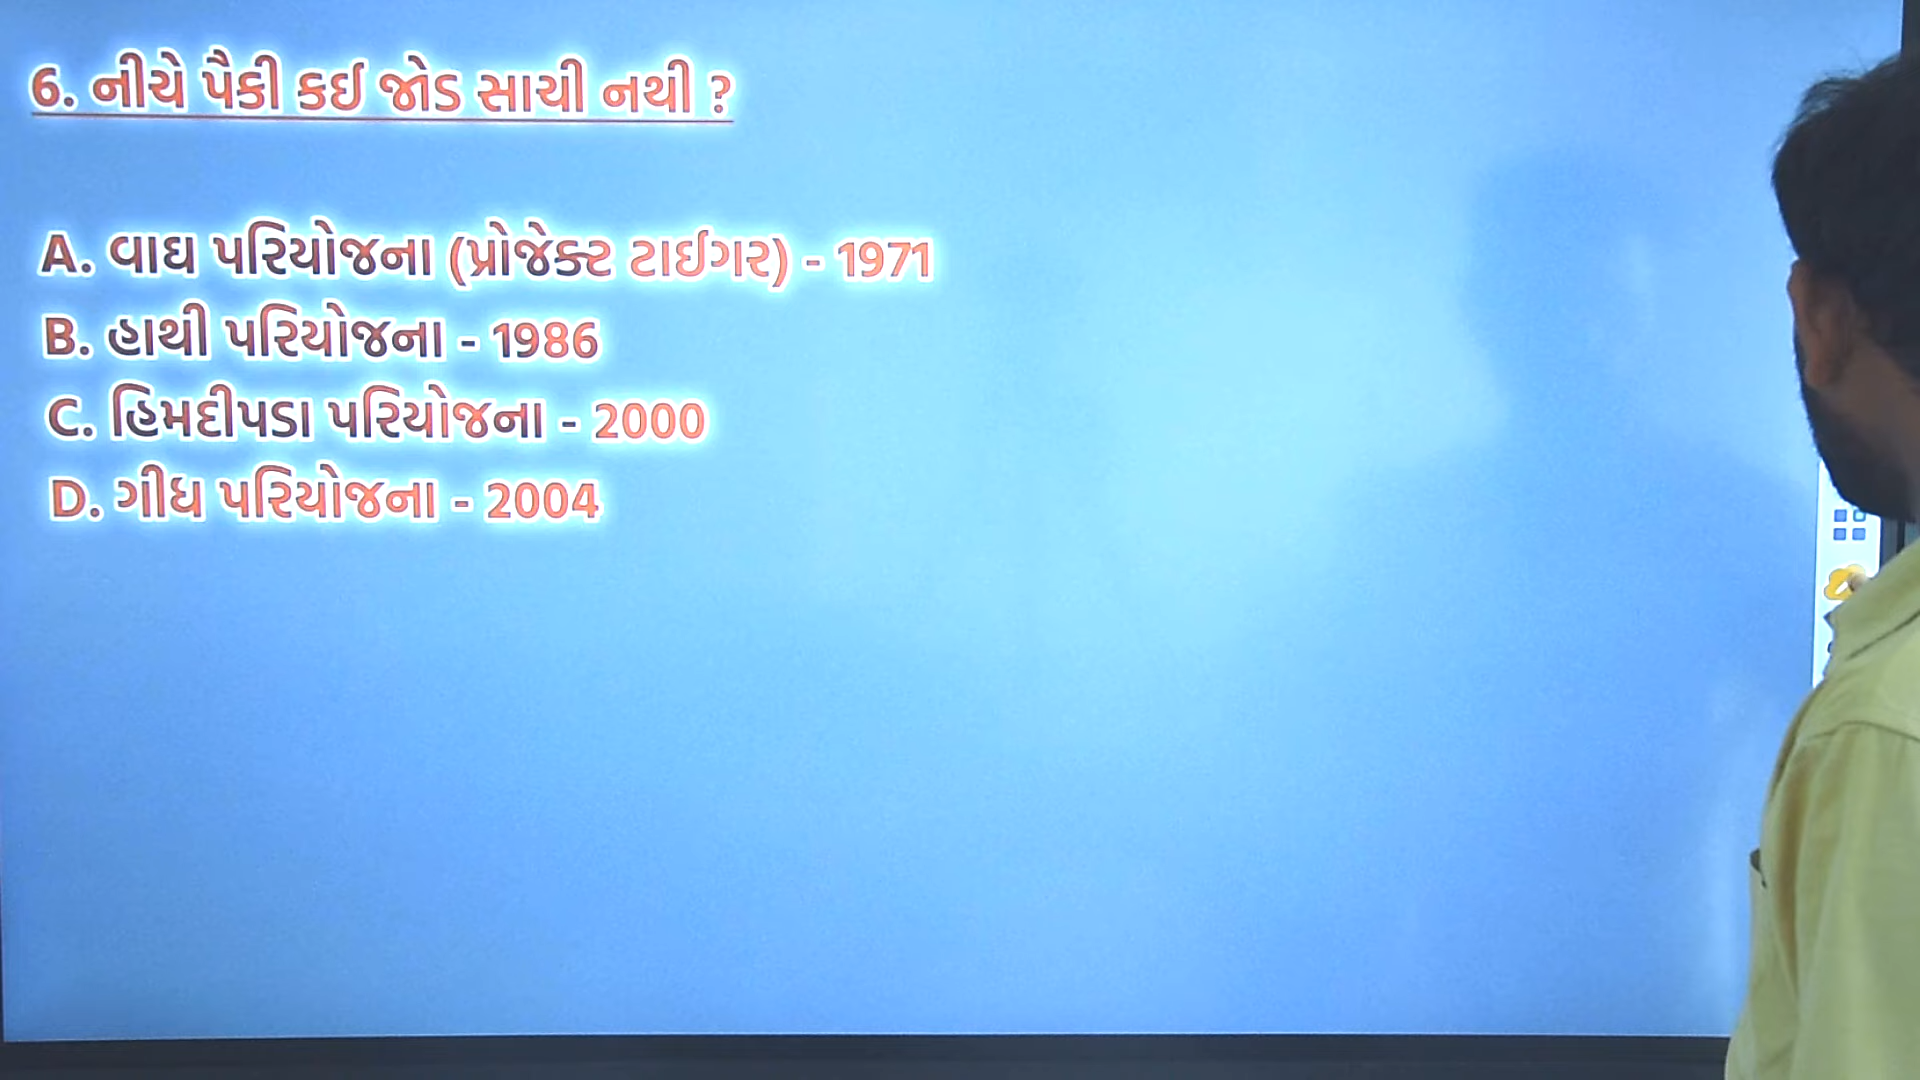 6. નીચે પૈકી કઈ જોડ સાચી નથી ?
A. વાઘ પરિયોજના (પ્રોજેક્ટ ટાઈગર) - 1971
B. હાથી પરિયોજના - 1986
C. હિમદીપડા પરિયોજના - 2000
D. ગીધ પરિયોજના - 2004